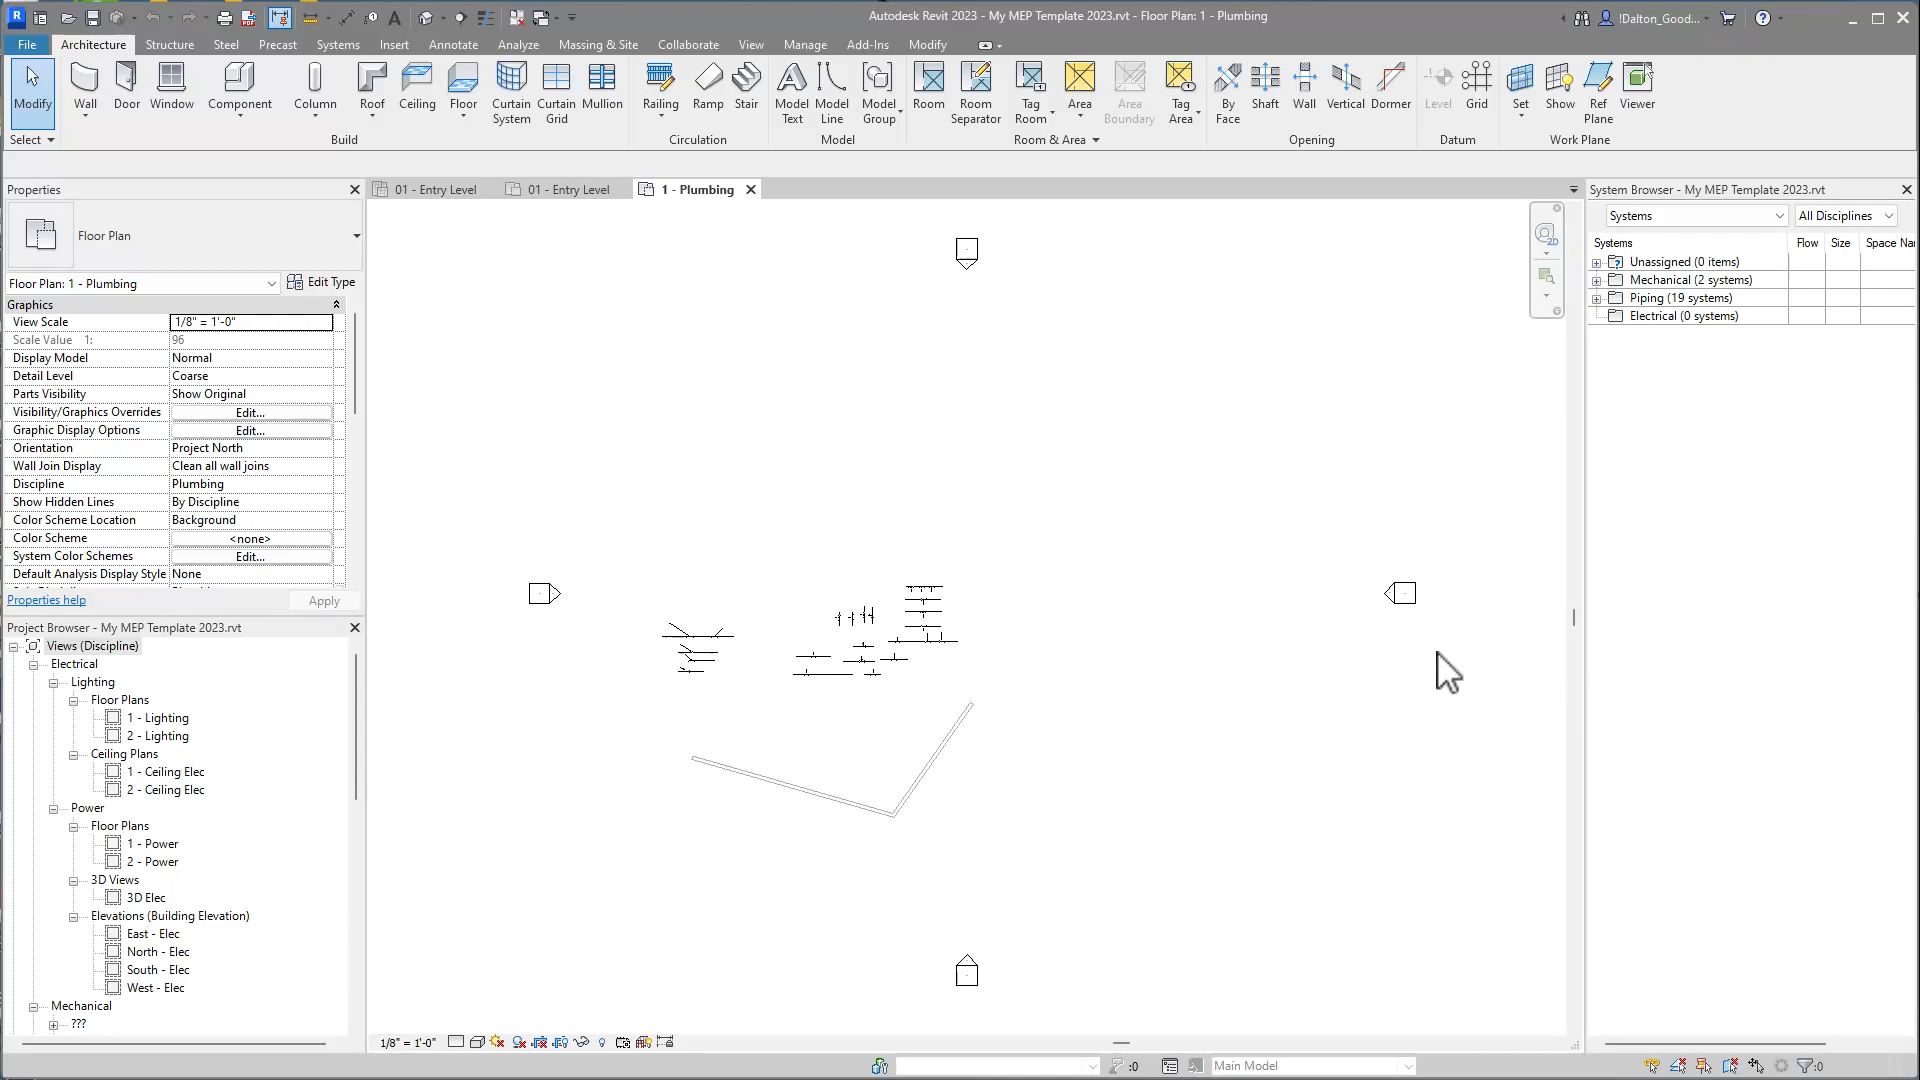 Autodesk Revit 2023 - My MEP Template 2023.rvt - Floor Plan: 1 - Plumbing
!Dalton_Good...
File Architecture Structure Steel Precast Systems Insert Annotate Analyze Massing & Site Collaborate View Manage Add-Ins Modify
Modify Wall Door Window Component Column Roof Ceiling Floor Curtain System Curtain Grid Mullion Railing Ramp Stair Model Text Model Line Model Group Room Room Separator Tag Room Area Area Boundary Tag Area By Face Shaft Wall Vertical Dormer Level Grid Set Show Ref Plane Viewer
Select Build Circulation Model Room & Area Opening Datum Work Plane
Properties
Floor Plan
Floor Plan: 1 - Plumbing Edit Type
Graphics
View Scale 1/8" = 1'-0"
Scale Value 1: 96
Display Model Normal
Detail Level Coarse
Parts Visibility Show Original
Visibility/Graphics Overrides Edit...
Graphic Display Options Edit...
Orientation Project North
Wall Join Display Clean all wall joins
Discipline Plumbing
Show Hidden Lines By Discipline
Color Scheme Location Background
Color Scheme <none>
System Color Schemes Edit...
Default Analysis Display Style None
Properties help Apply
Project Browser - My MEP Template 2023.rvt
Views (Discipline)
Electrical
Lighting
Floor Plans
1 - Lighting
2 - Lighting
Ceiling Plans
1 - Ceiling Elec
2 - Ceiling Elec
Power
Floor Plans
1 - Power
2 - Power
3D Views
3D Elec
Elevations (Building Elevation)
East - Elec
North - Elec
South - Elec
West - Elec
Mechanical
???
01 - Entry Level 01 - Entry Level 1 - Plumbing
2D
1/8" = 1'-0"
System Browser - My MEP Template 2023.rvt
Systems All Disciplines
Systems Flow Size Space Na
Unassigned (0 items)
Mechanical (2 systems)
Piping (19 systems)
Electrical (0 systems)
:0 Main Model :0